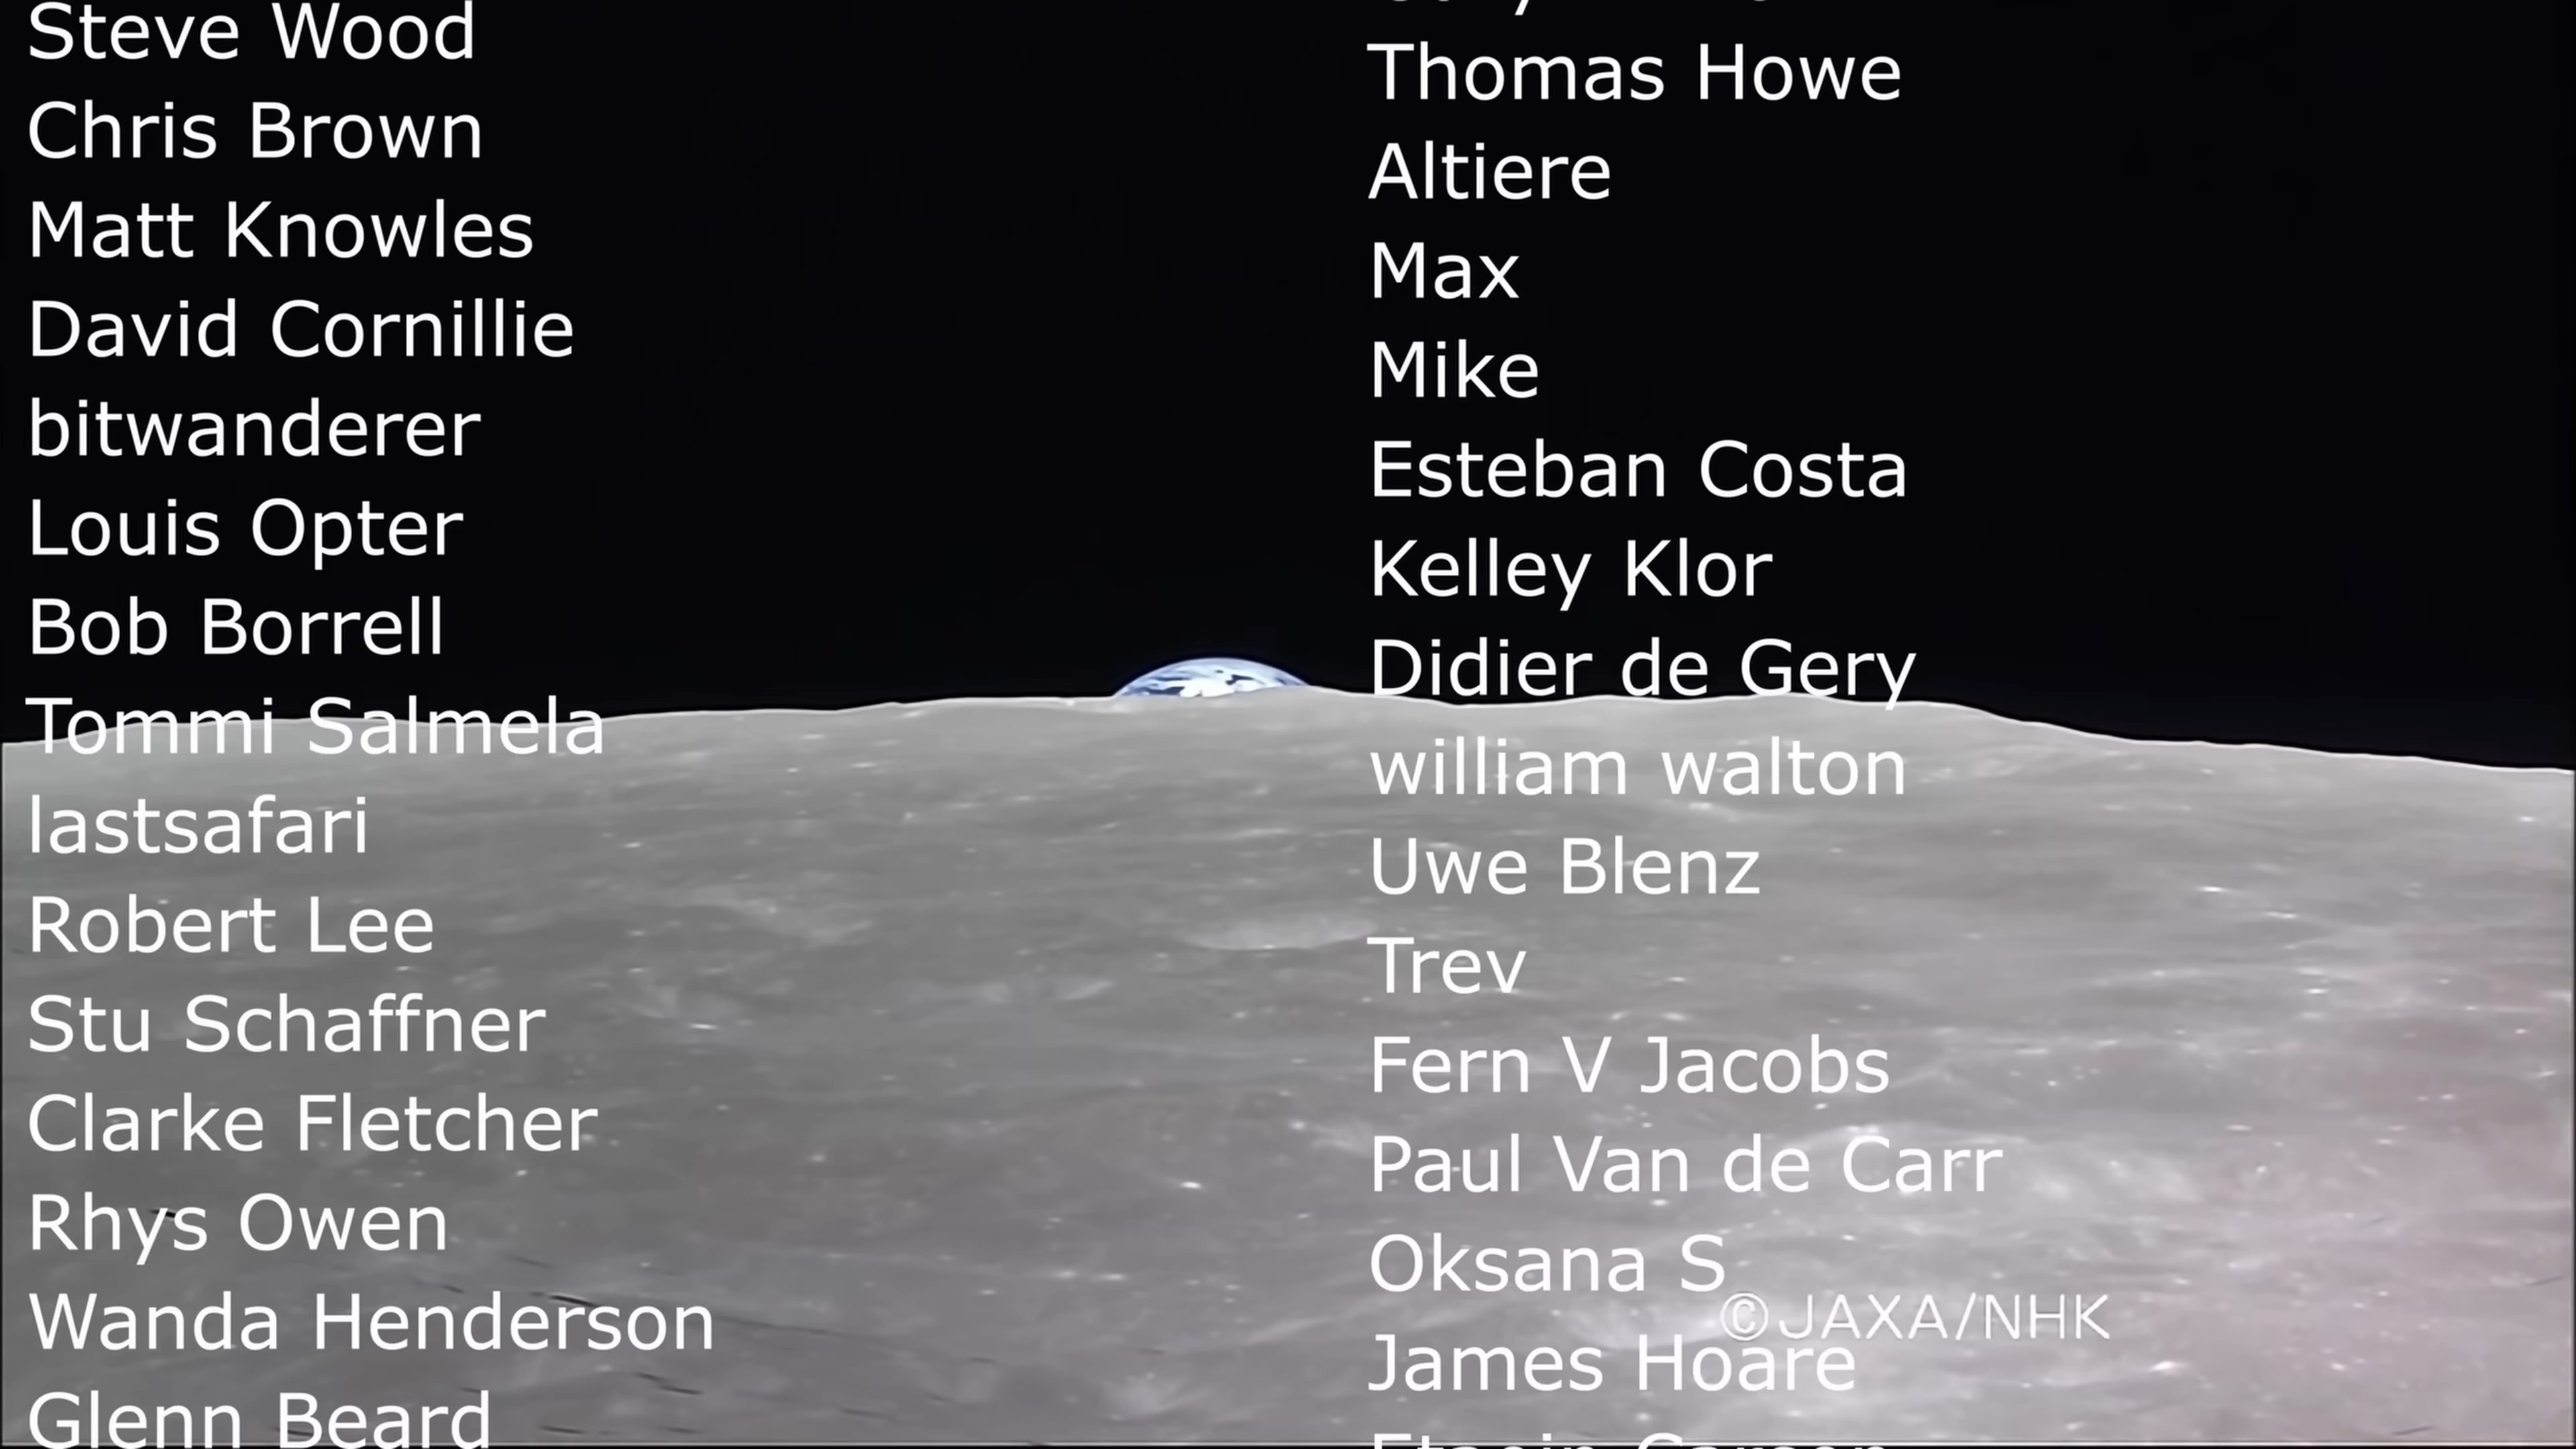 Steve Wood
Chris Brown
Matt Knowles
David Cornillie
bitwanderer
Louis Opter
Bob Borrell
Tommi Salmela
lastsafari
Robert Lee
Stu Schaffner
Clarke Fletcher
Rhys Owen
Wanda Henderson
Glenn Beard
Thomas Howe
Altiere
Max
Mike
Esteban Costa
Kelley Klor
Didier de Gery
william walton
Uwe Blenz
Trev
Fern V Jacobs
Paul Van de Carr
Oksana S
©JAXA/NHK
James Hoare